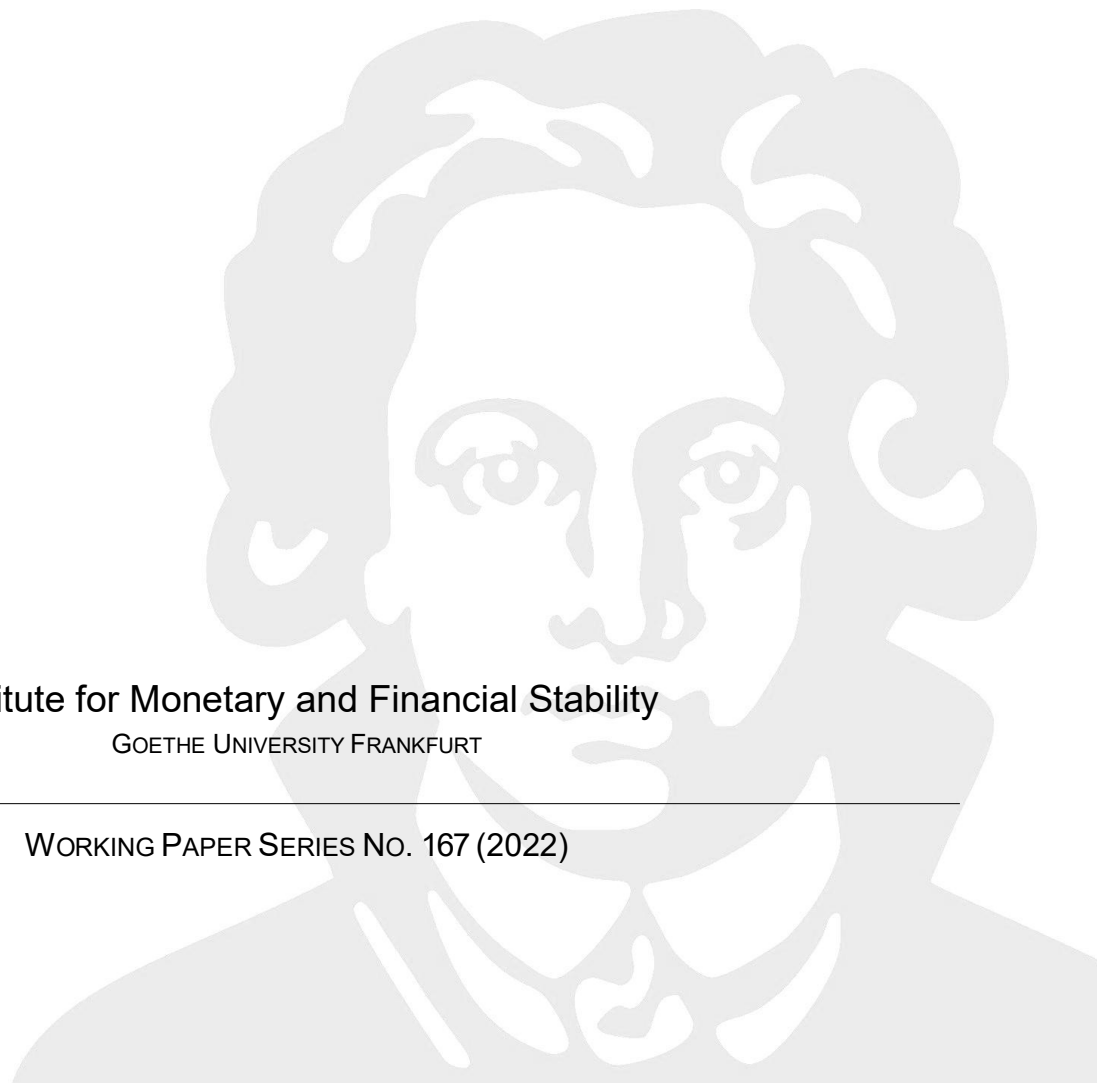 itute for Monetary and Financial Stability
GOETHE UNIVERSITY FRANKFURT
WORKING PAPER SERIES NO. 167 (2022)